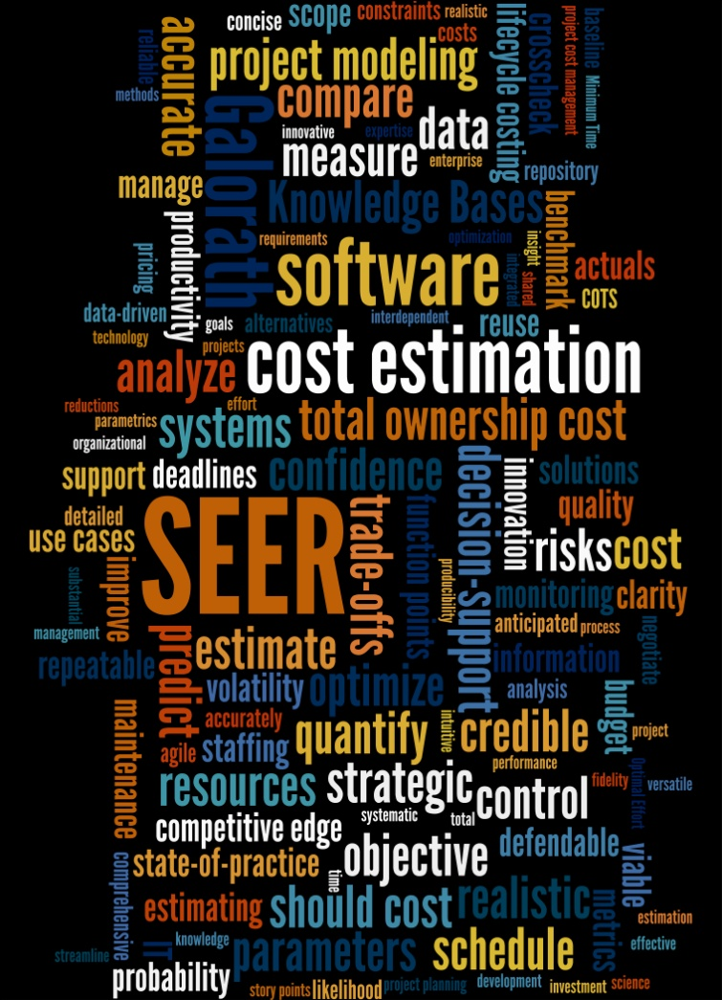 concise
scope
constraints
realistic
costs
lifecycle costing
crosscheck
project cost management
baseline
Minimum Time
reliable
accurate
project modeling
methods
compare
Galorath
innovative
expertise
data
measure
enterprise
repository
manage
Knowledge Bases
benchmark
productivity
requirements
optimization
insight
pricing
software
integrated
shared
actuals
COTS
data-driven
goals
alternatives
interdependent
reuse
technology
projects
analyze
cost estimation
reductions
effort
parametrics
systems
total ownership cost
organizational
support
deadlines
confidence
decision-support
innovation
solutions
detailed
use cases
SEER
trade-offs
function points
quality
risks
cost
substantial
improve
producibility
monitoring
clarity
management
predict
estimate
anticipated
process
negotiate
repeatable
information
volatility
optimize
analysis
budget
maintenance
accurately
intuitive
credible
project
agile
staffing
quantify
performance
resources
strategic
control
fidelity
Optimal Effort
versatile
competitive edge
systematic
total
defendable
comprehensive
state-of-practice
time
objective
viable
estimating
should cost
realistic
metrics
estimation
streamline
IT
knowledge
parameters
schedule
effective
probability
story points
likelihood
project planning
development
investment
science